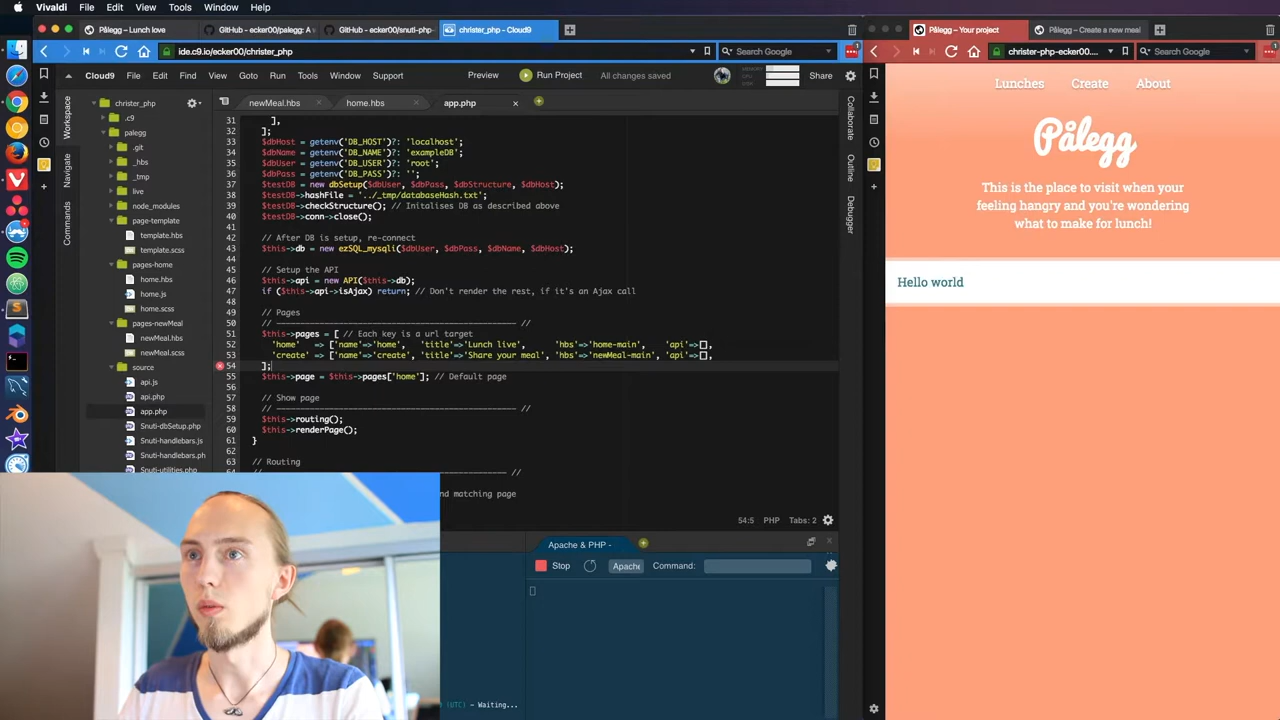 Vivaldi File Edit View Tools Window Help
Pålegg – Lunch love
GitHub - ecker00/palegg: A
GitHub - ecker00/snuti-php-
christer_php - Cloud9
Pålegg – Your project
Pålegg – Create a new meal
ide.c9.io/ecker00/christer_php
Search Google
christer-php-ecker00....
Search Google
Cloud9 File Edit Find View Goto Run Tools Window Support
Preview
Run Project
All changes saved
MEMORY
CPU
DISK
Share
Lunches Create About
Workspace
Navigate
Commands
christer_php
.c9
palegg
.git
_hbs
_tmp
live
node_modules
page-template
template.hbs
template.scss
pages-home
home.hbs
home.js
home.scss
pages-newMeal
newMeal.hbs
newMeal.scss
source
api.js
api.php
app.php
Snuti-dbSetup.php
Snuti-handlebars.js
Snuti-handlebars.ph
Snuti-utilities.php
newMeal.hbs
home.hbs
app.php
31 ],
32 ];
33 $dbHost = getenv('DB_HOST')?: 'localhost';
34 $dbName = getenv('DB_NAME')?: 'exampleDB';
35 $dbUser = getenv('DB_USER')?: 'root';
36 $dbPass = getenv('DB_PASS')?: '';
37 $testDB = new dbSetup($dbUser, $dbPass, $dbStructure, $dbHost);
38 $testDB->hashFile = '../_tmp/databaseHash.txt';
39 $testDB->checkStructure(); // Initalises DB as described above
40 $testDB->conn->close();
41
42 // After DB is setup, re-connect
43 $this->db = new ezSQL_mysqli($dbUser, $dbPass, $dbName, $dbHost);
44
45 // Setup the API
46 $this->api = new API($this->db);
47 if ($this->api->isAjax) return; // Don't render the rest, if it's an Ajax call
48
49 // Pages
50 // ——————————————————————————————— //
51 $this->pages = [ // Each key is a url target
52 'home' => ['name'=>'home', 'title'=>'Lunch live', 'hbs'=>'home-main', 'api'=>[],
53 'create' => ['name'=>'create', 'title'=>'Share your meal', 'hbs'=>'newMeal-main', 'api'=>[],
54 ];
55 $this->page = $this->pages['home']; // Default page
56
57 // Show page
58 // ——————————————————————————————— //
59 $this->routing();
60 $this->renderPage();
61 }
62
63 // Routing
//
nd matching page
54:5 PHP Tabs: 2
Collaborate
Outline
Debugger
Apache & PHP -
Stop
Apache
Command:
(UTC) - Waiting...
Pålegg
This is the place to visit when your
feeling hangry and you're wondering
what to make for lunch!
Hello world